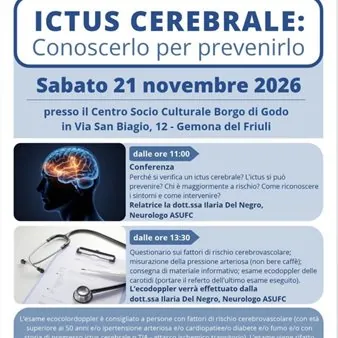 ICTUS CEREBRALE:
Conoscerlo per prevenirlo
Sabato 21 novembre 2026
presso il Centro Socio Culturale Borgo di Godo
in Via San Biagio, 12 - Gemona del Friuli
dalle ore 11:00
Conferenza
Perché si verifica un ictus cerebrale? L'ictus si può
prevenire? Chi è maggiormente a rischio? Come riconoscere
i sintomi e come intervenire?
Relatrice la dott.ssa Ilaria Del Negro,
Neurologo ASUFC
dalle ore 13:30
Questionario sui fattori di rischio cerebrovascolare;
misurazione della pressione arteriosa (non bere caffè);
consegna di materiale informativo; esame ecodoppler delle
carotidi (portare il referto dell'ultimo esame eseguito).
L'ecodoppler verrà effettuato dalla
dott.ssa Ilaria Del Negro, Neurologo ASUFC
L'esame ecocolordoppler è consigliato a persone con fattori di rischio cerebrovascolare (con età
superiore ai 50 anni e/o ipertensione arteriosa e/o cardiopatie e/o diabete e/o fumo e/o con